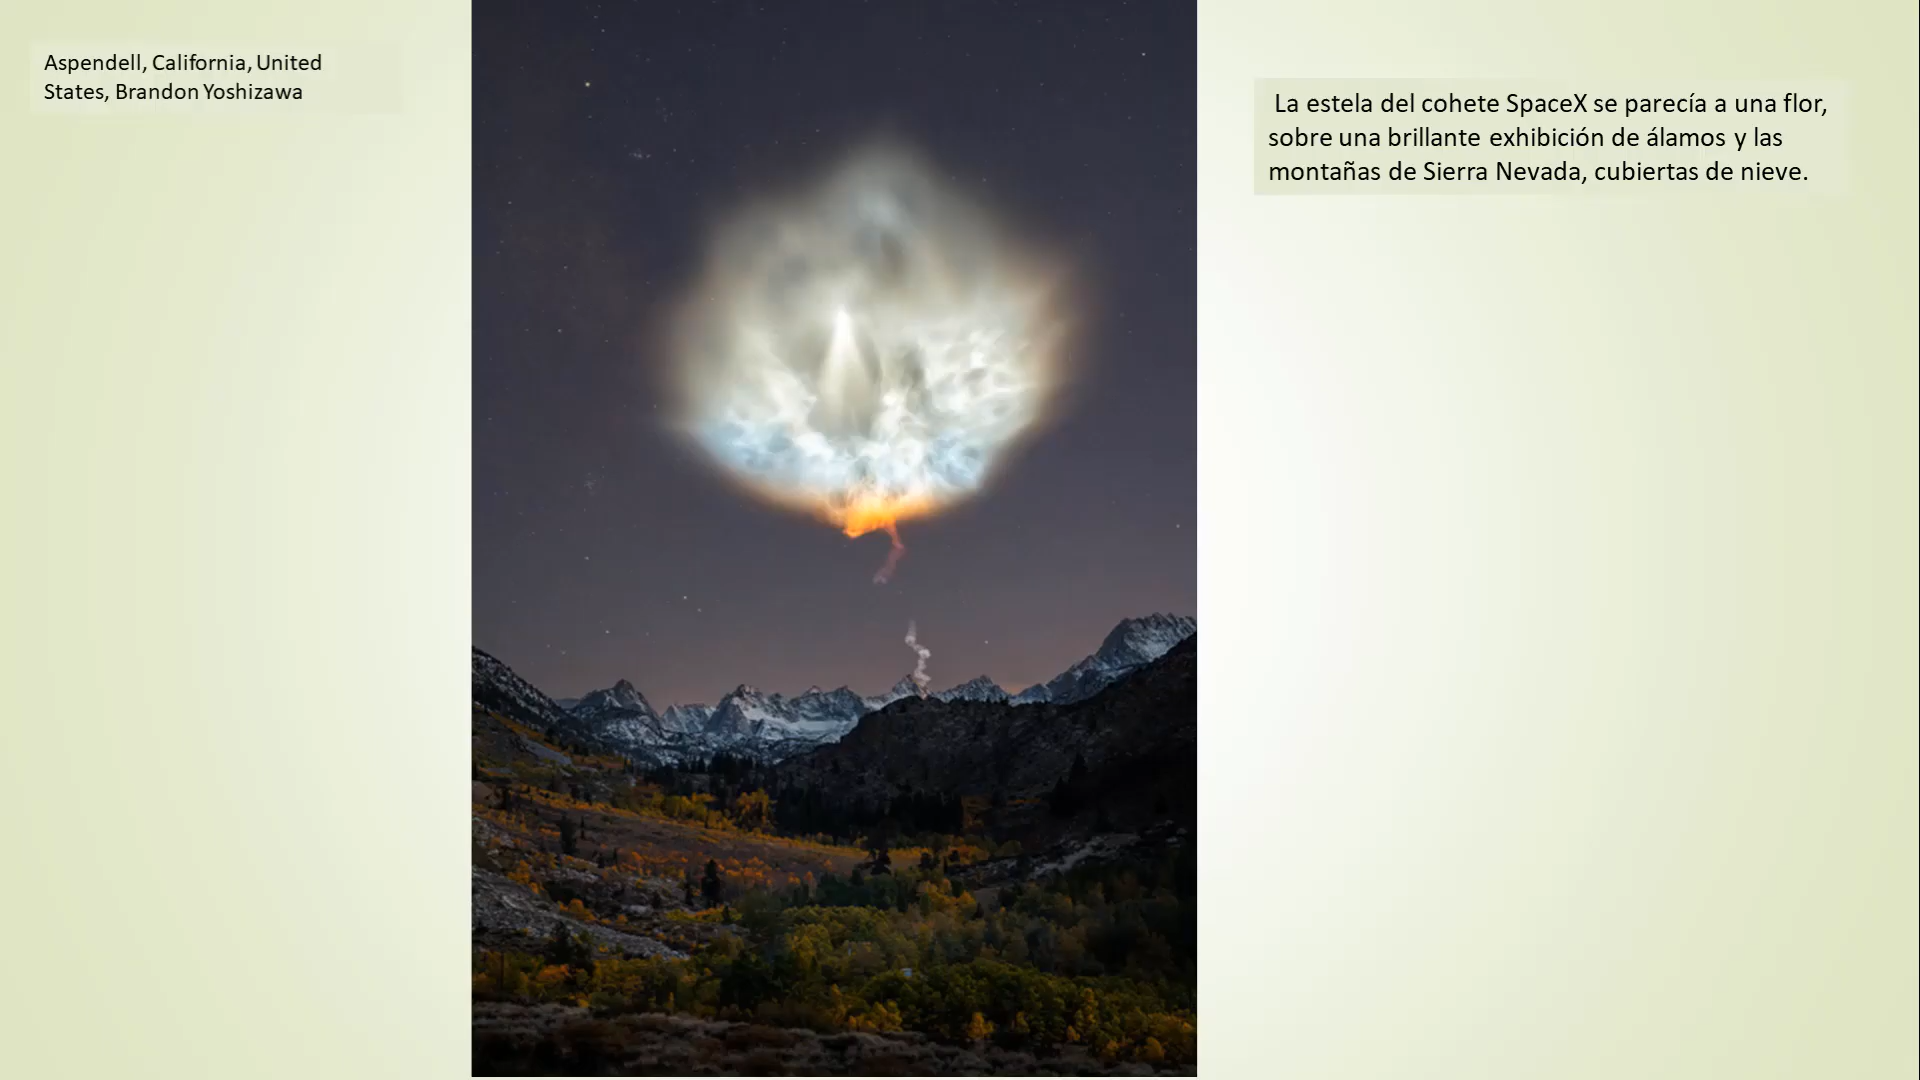 Aspendell, California, United
States, Brandon Yoshizawa
La estela del cohete SpaceX se parecía a una flor,
sobre una brillante exhibición de álamos y las
montañas de Sierra Nevada, cubiertas de nieve.